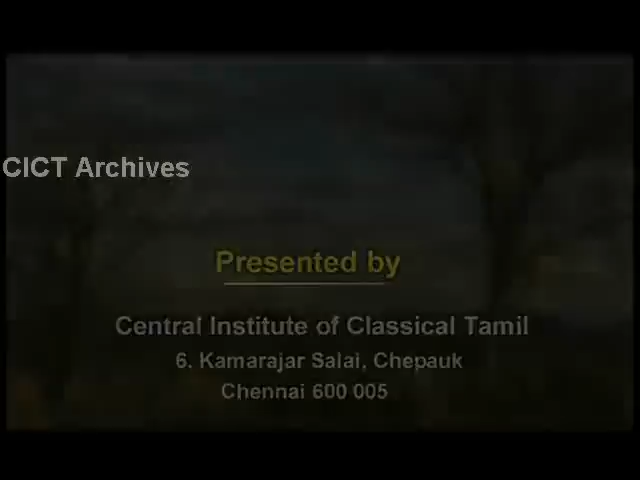 CICT Archives
Presented by
Central Institute of Classical Tamil
6. Kamarajar Salai, Chepauk
Chennai 600 005